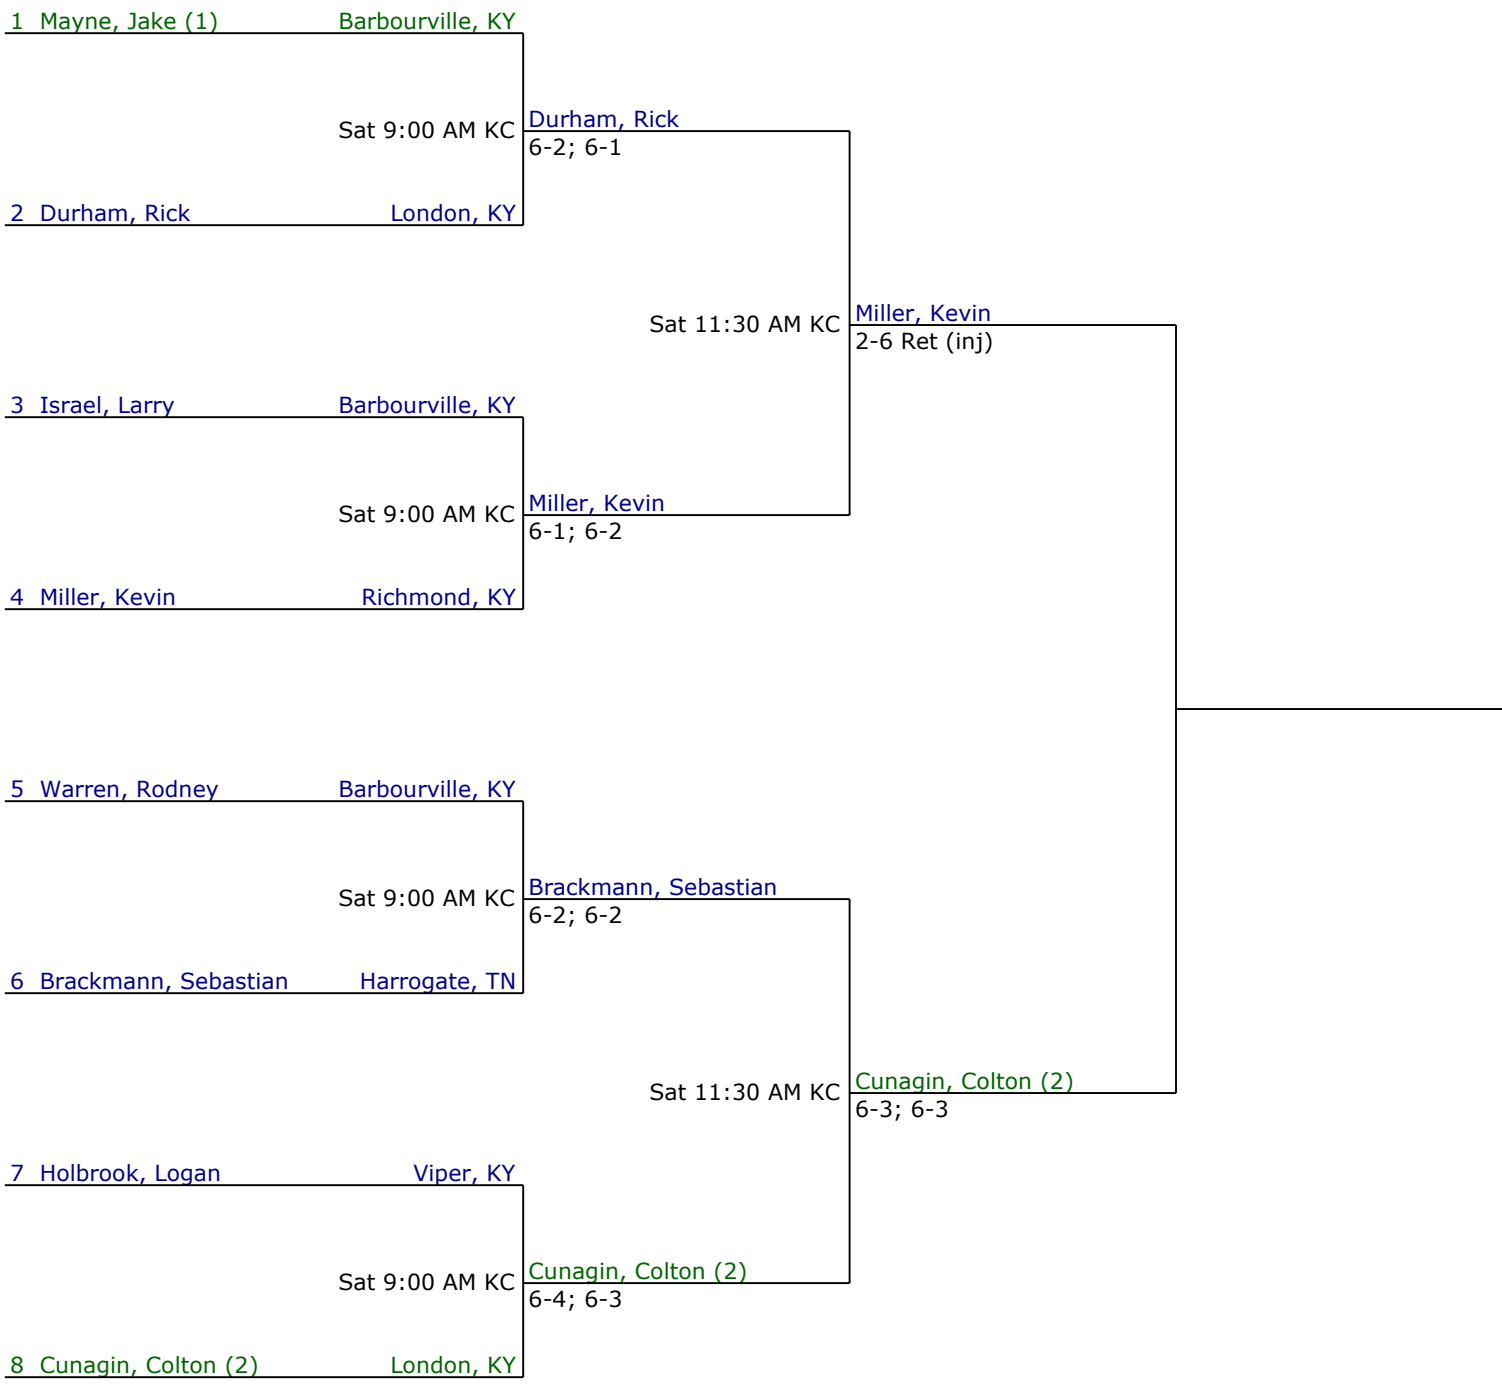 1 Mayne, Jake (1) Barbourville, KY
Sat 9:00 AM KC
Durham, Rick
6-2; 6-1
2 Durham, Rick London, KY
Sat 11:30 AM KC
Miller, Kevin
2-6 Ret (inj)
3 Israel, Larry Barbourville, KY
Sat 9:00 AM KC
Miller, Kevin
6-1; 6-2
4 Miller, Kevin Richmond, KY
5 Warren, Rodney Barbourville, KY
Sat 9:00 AM KC
Brackmann, Sebastian
6-2; 6-2
6 Brackmann, Sebastian Harrogate, TN
Sat 11:30 AM KC
Cunagin, Colton (2)
6-3; 6-3
7 Holbrook, Logan Viper, KY
Sat 9:00 AM KC
Cunagin, Colton (2)
6-4; 6-3
8 Cunagin, Colton (2) London, KY